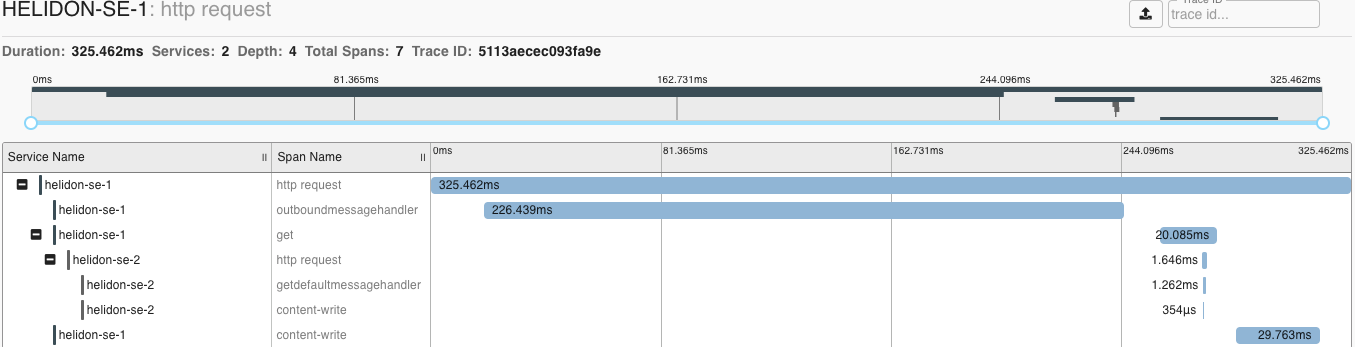 HELIDON-SE-1: http request
Trace ID
trace id...
Duration: 325.462ms Services: 2 Depth: 4 Total Spans: 7 Trace ID: 5113aecec093fa9e
0ms 81.365ms 162.731ms 244.096ms 325.462ms
Service Name Span Name 0ms 81.365ms 162.731ms 244.096ms 325.462ms
helidon-se-1 http request 325.462ms
helidon-se-1 outboundmessagehandler 226.439ms
helidon-se-1 get 20.085ms
helidon-se-2 http request 1.646ms
helidon-se-2 getdefaultmessagehandler 1.262ms
helidon-se-2 content-write 354μs
helidon-se-1 content-write 29.763ms